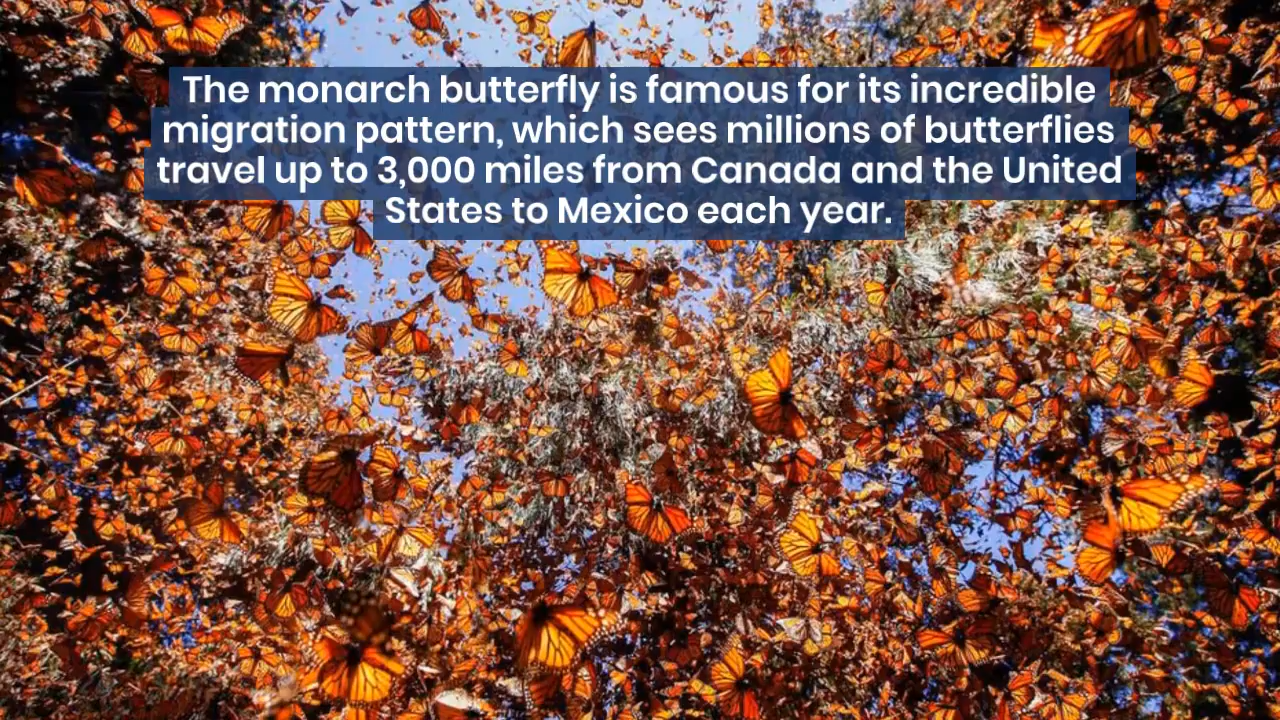 The monarch butterfly is famous for its incredible
migration pattern, which sees millions of butterflies
travel up to 3,000 miles from Canada and the United
States to Mexico each year.